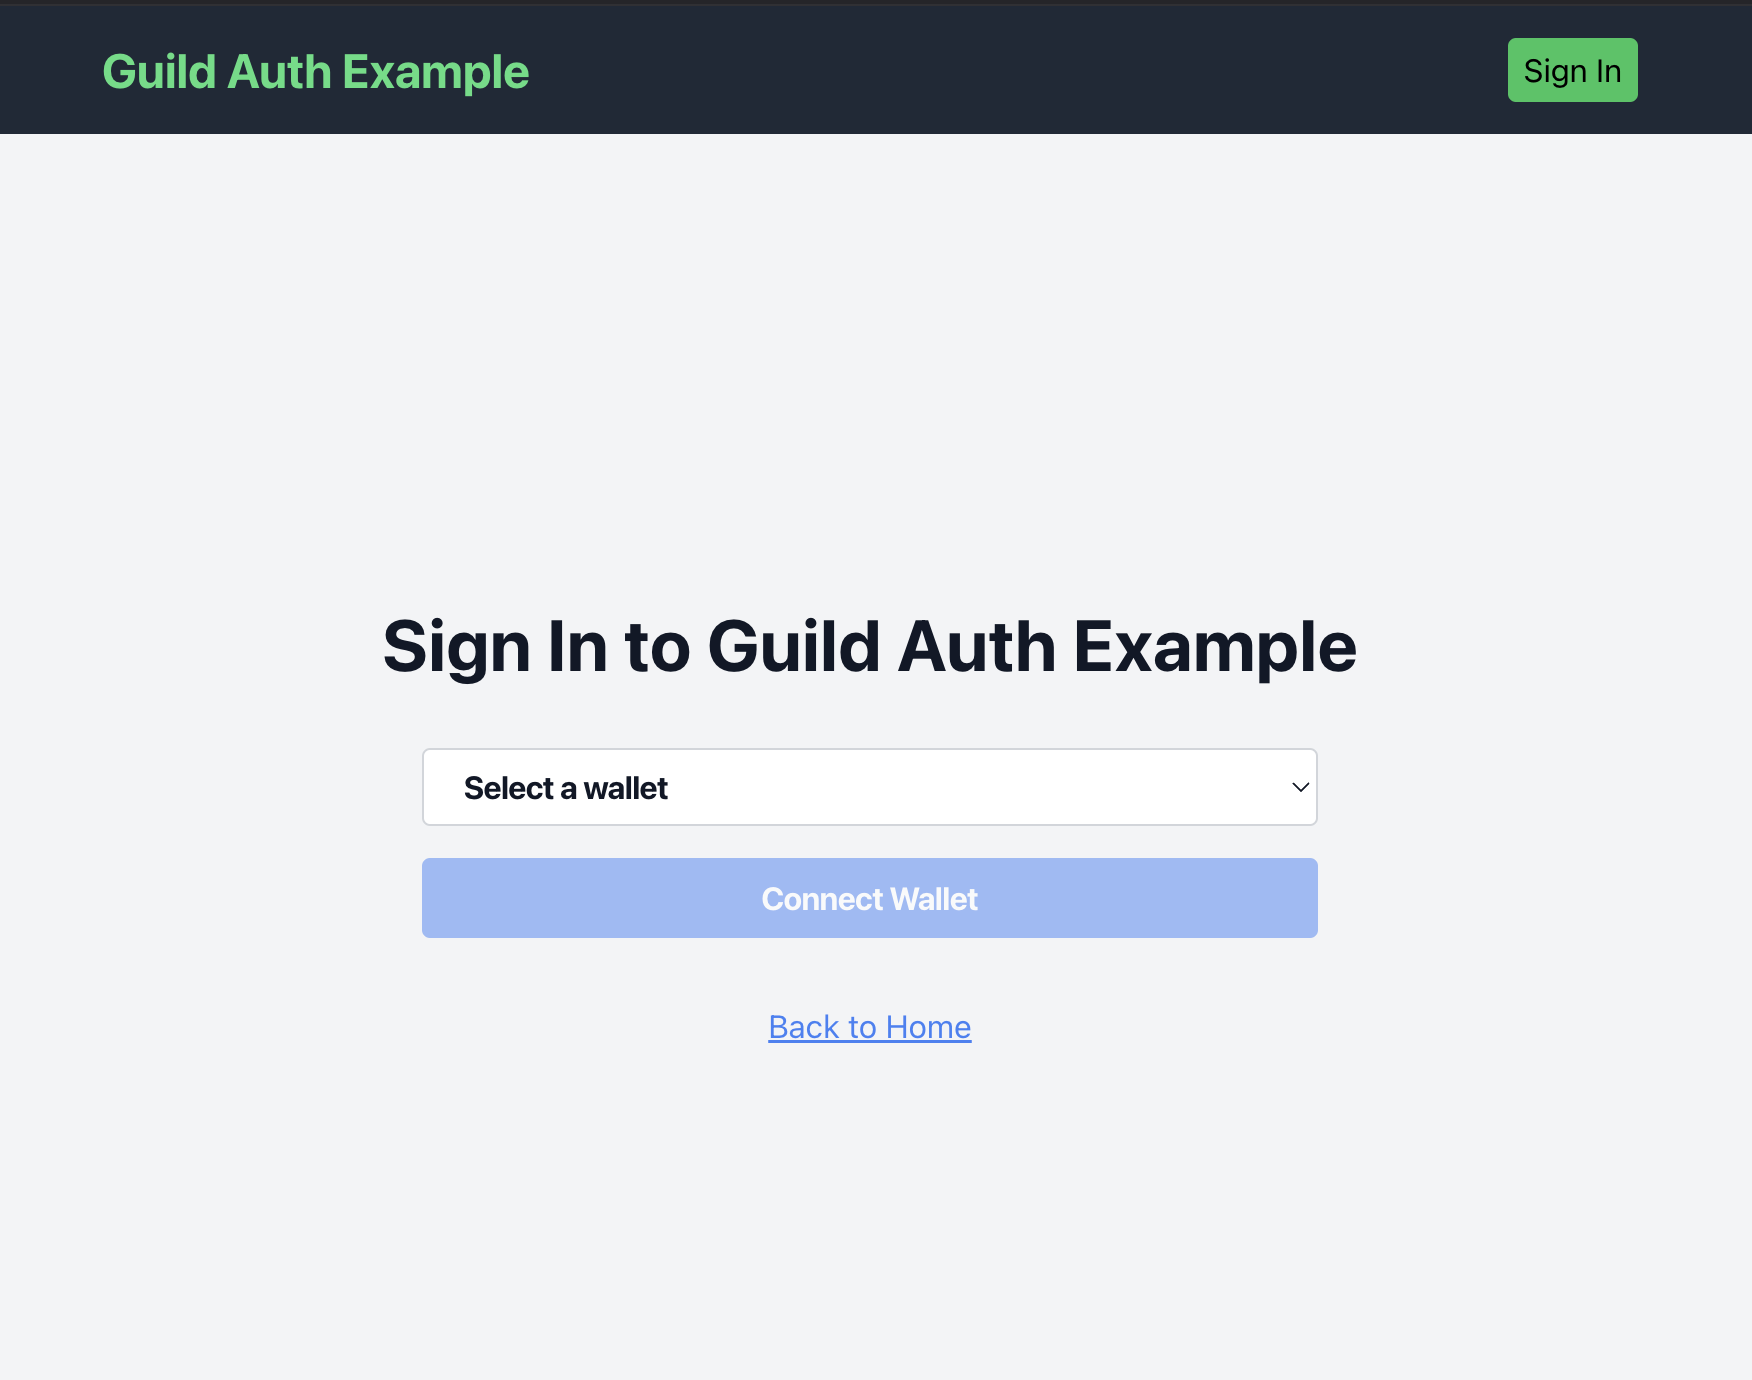 Guild Auth Example
Sign In
Sign In to Guild Auth Example
Select a wallet
Connect Wallet
Back to Home